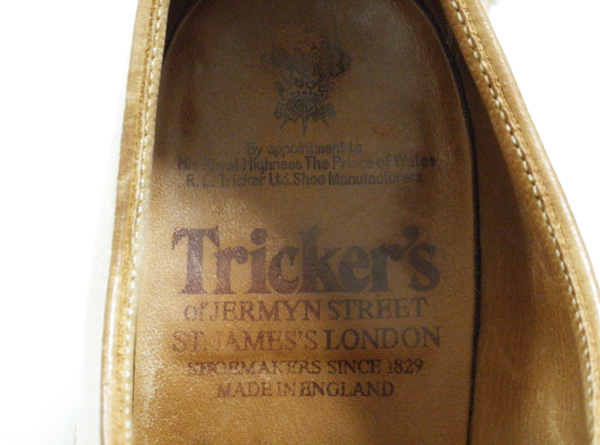 By appointment to
His Royal Highness The Palace of Wales
R.E. Tricker Ltd. Shoe Manufacturers
Tricker's
of JERMYN STREET
ST. JAMES'S LONDON
SHOEMAKERS SINCE 1829
MADE IN ENGLAND